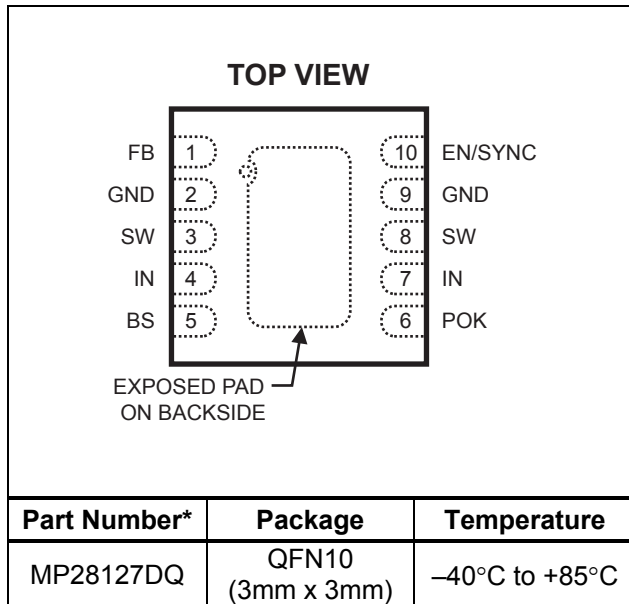 TOP VIEW
FB 1 10 EN/SYNC
GND 2 9 GND
SW 3 8 SW
IN 4 7 IN
BS 5 6 POK
EXPOSED PAD
ON BACKSIDE
Part Number* Package Temperature
MP28127DQ QFN10
(3mm x 3mm) –40°C to +85°C